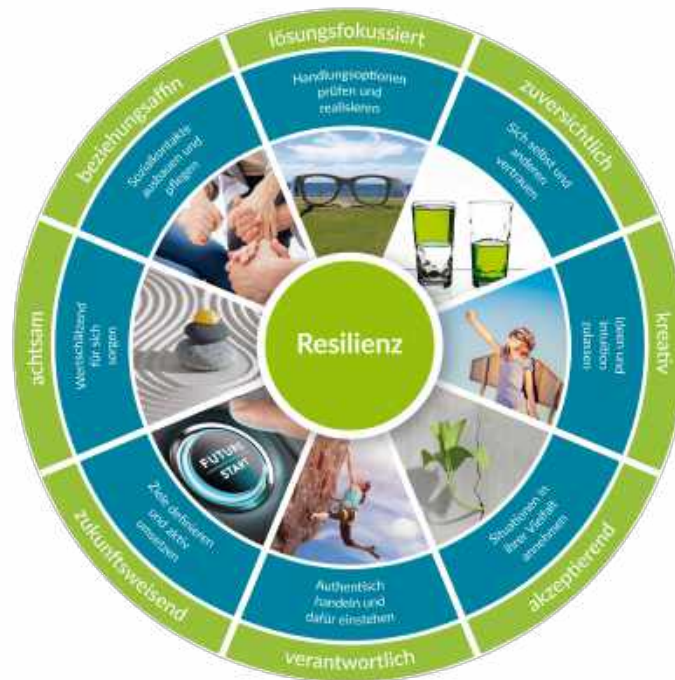 lösungsfokussiert
Handlungsoptionen
prüfen und
realisieren
zuversichtlich
Sich selbst und
anderen
vertrauen
kreativ
Ideen und
Intuition
zulassen
akzeptierend
Situationen in
ihrer Vielfalt
annehmen
verantwortlich
Authentisch
handeln und
dafür einstehen
zukunftsweisend
Ziele definieren
und aktiv
umsetzen
FUTURE
START
achtsam
Wertschätzend
für sich
sorgen
beziehungsaffin
Sozialkontakte
ausbauen und
pflegen
Resilienz